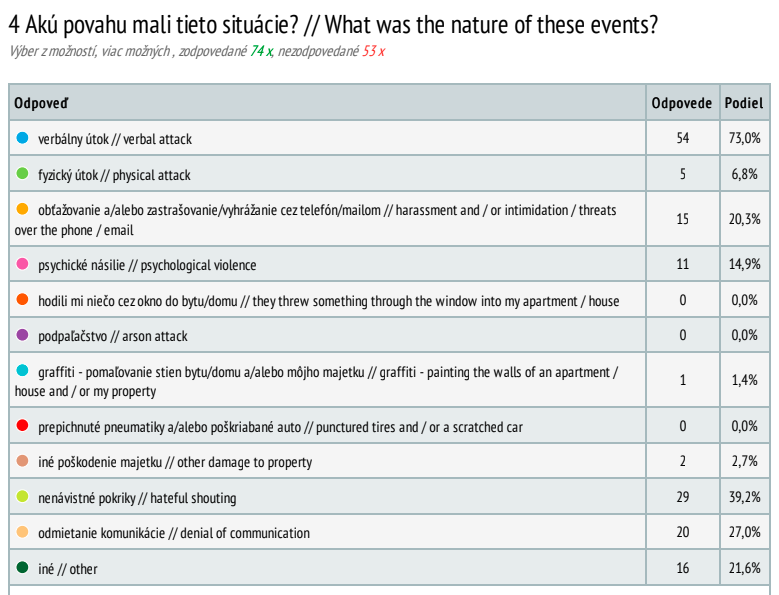 4 Akú povahu mali tieto situácie? // What was the nature of these events?
Výber z možností, viac možných , zodpovedané 74 x, nezodpovedané 53 x
Odpoveď Odpovede Podiel
verbálny útok // verbal attack 54 73,0%
fyzický útok // physical attack 5 6,8%
obťažovanie a/alebo zastrašovanie/vyhrážanie cez telefón/mailom // harassment and / or intimidation / threats
over the phone / email 15 20,3%
psychické násilie // psychological violence 11 14,9%
hodili mi niečo cez okno do bytu/domu // they threw something through the window into my apartment / house 0 0,0%
podpaľačstvo // arson attack 0 0,0%
graffiti - pomaľovanie stien bytu/domu a/alebo môjho majetku // graffiti - painting the walls of an apartment /
house and / or my property 1 1,4%
prepichnuté pneumatiky a/alebo poškriabané auto // punctured tires and / or a scratched car 0 0,0%
iné poškodenie majetku // other damage to property 2 2,7%
nenávistné pokriky // hateful shouting 29 39,2%
odmietanie komunikácie // denial of communication 20 27,0%
iné // other 16 21,6%